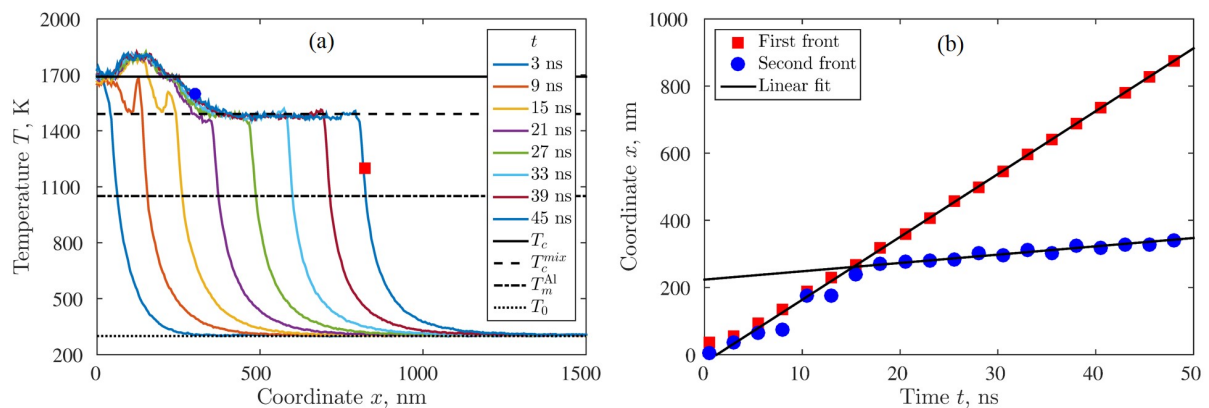 (a)
Temperature T, K
2000
1700
1400
1100
800
500
200
0
500
1000
1500
Coordinate x, nm
t
3 ns
9 ns
15 ns
21 ns
27 ns
33 ns
39 ns
45 ns
T_c
T_c^{mix}
T_m^{Al}
T_0
(b)
Coordinate x, nm
1000
800
600
400
200
0
0
10
20
30
40
50
Time t, ns
First front
Second front
Linear fit